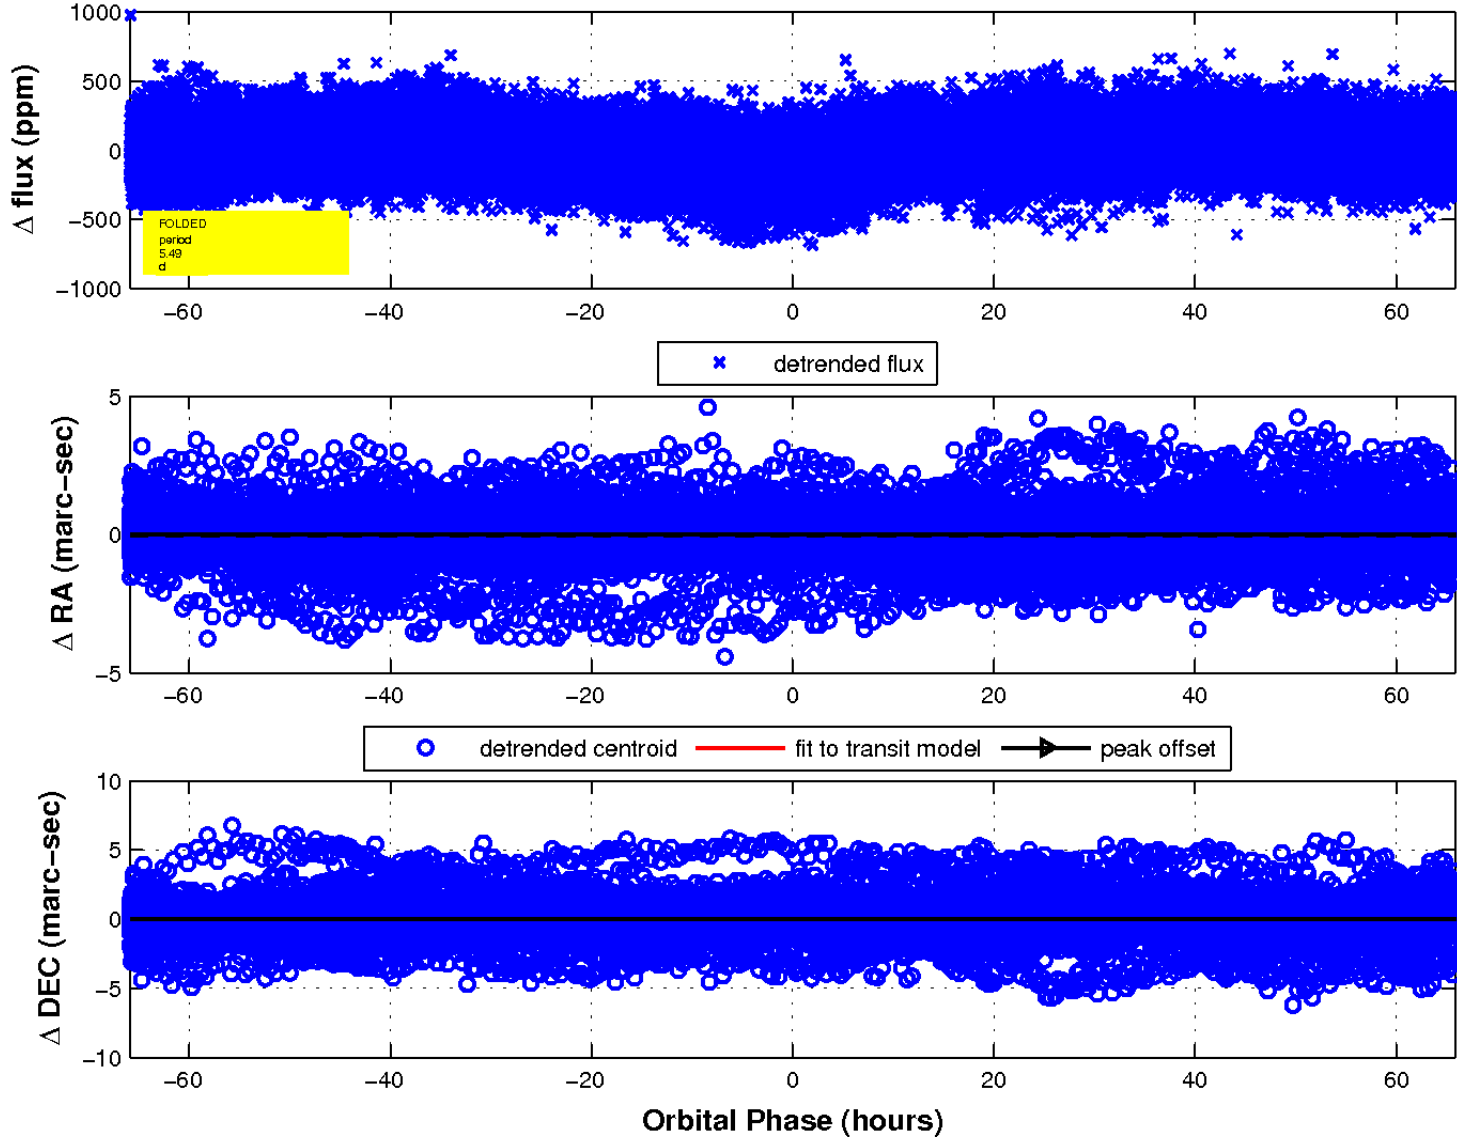 1000
500
0
−500
−1000
Δ flux (ppm)
FOLDED
period
5.49
d
−60 −40 −20 0 20 40 60
detrended flux
5
0
−5
Δ RA (marc−sec)
−60 −40 −20 0 20 40 60
detrended centroid fit to transit model peak offset
10
5
0
−5
−10
Δ DEC (marc−sec)
−60 −40 −20 0 20 40 60
Orbital Phase (hours)